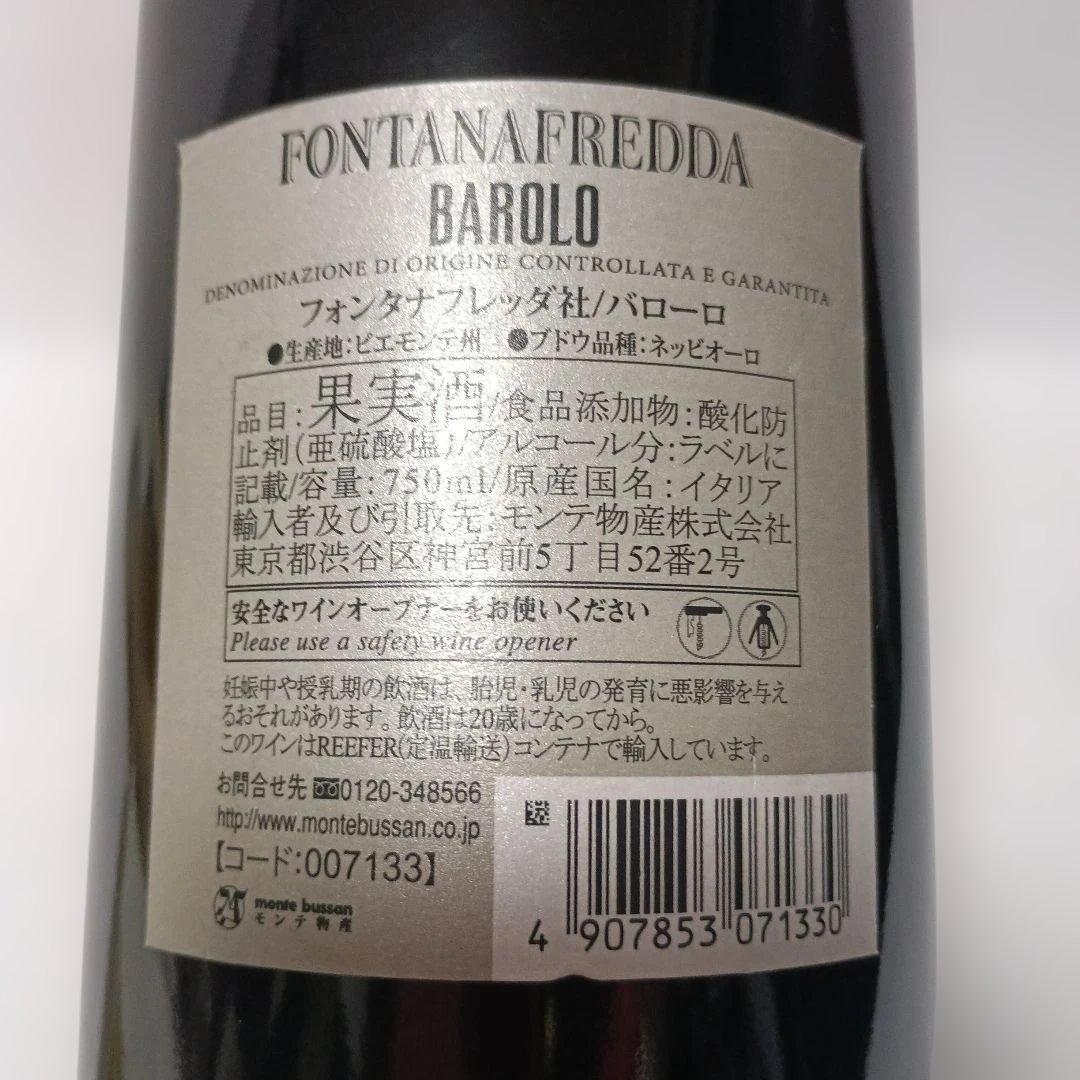 FONTANAFREDDA
BAROLO
DENOMINAZIONE DI ORIGINE CONTROLLATA E GARANTITA
フォンタナフレッダ社/バローロ
●生産地:ピエモンテ州 ●ブドウ品種:ネッビオーロ
品目:果実酒/食品添加物:酸化防
止剤(亜硫酸塩)/アルコール分:ラベルに
記載/容量:750ml/原産国名:イタリア
輸入者及び引取先:モンテ物産株式会社
東京都渋谷区神宮前5丁目52番2号
安全なワインオープナーをお使いください
Please use a safety wine opener
妊娠中や授乳期の飲酒は、胎児・乳児の発育に悪影響を与え
るおそれがあります。飲酒は20歳になってから。
このワインはREEFER(定温輸送)コンテナで輸入しています。
お問合せ先 0120-348566
http://www.montebussan.co.jp
【コード:007133】
monte bussan
モンテ物産
4 907853 071330